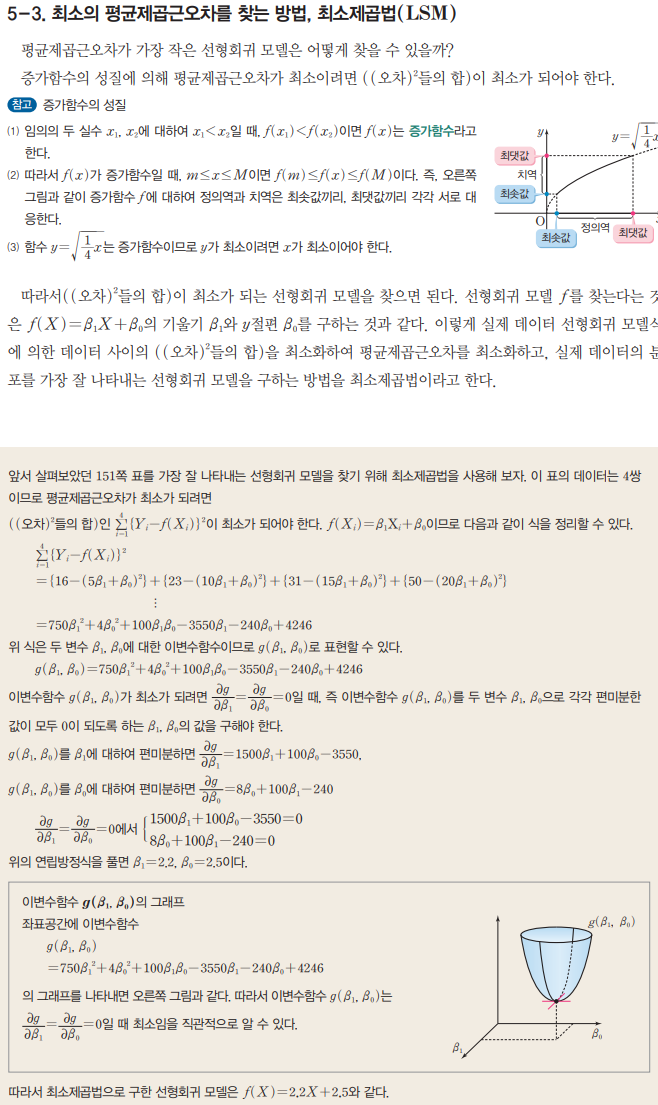 5-3. 최소의 평균제곱근오차를 찾는 방법, 최소제곱법(LSM)
평균제곱근오차가 가장 작은 선형회귀 모델은 어떻게 찾을 수 있을까?
증가함수의 성질에 의해 평균제곱근오차가 최소이려면 ((오차)²들의 합)이 최소가 되어야 한다.
참고 증가함수의 성질
⑴ 임의의 두 실수 x₁, x₂에 대하여 x₁<x₂일 때, f(x₁)<f(x₂)이면 f(x)는 증가함수라고
한다.
⑵ 따라서 f(x)가 증가함수일 때, m≤x≤M이면 f(m)≤f(x)≤f(M)이다. 즉, 오른쪽
그림과 같이 증가함수 f에 대하여 정의역과 치역은 최솟값끼리, 최댓값끼리 각각 서로 대
응한다.
⑶ 함수 y=√(1/4 x)는 증가함수이므로 y가 최소이려면 x가 최소이어야 한다.
y
y=√(1/4 x
최댓값
치역
최솟값
O
정의역
최솟값
최댓값
따라서((오차)²들의 합)이 최소가 되는 선형회귀 모델을 찾으면 된다. 선형회귀 모델 f를 찾는다는 것
은 f(X)=β₁X+β₀의 기울기 β₁와 y절편 β₀를 구하는 것과 같다. 이렇게 실제 데이터 선형회귀 모델식
에 의한 데이터 사이의 ((오차)²들의 합)을 최소화하여 평균제곱근오차를 최소화하고, 실제 데이터의 분
포를 가장 잘 나타내는 선형회귀 모델을 구하는 방법을 최소제곱법이라고 한다.
앞서 살펴보았던 151쪽 표를 가장 잘 나타내는 선형회귀 모델을 찾기 위해 최소제곱법을 사용해 보자. 이 표의 데이터는 4쌍
이므로 평균제곱근오차가 최소가 되려면
((오차)²들의 합)인 ∑_{i=1}^{4}{Yᵢ−f(Xᵢ)}²이 최소가 되어야 한다. f(Xᵢ)=β₁Xᵢ+β₀이므로 다음과 같이 식을 정리할 수 있다.
∑_{i=1}^{4}{Yᵢ−f(Xᵢ)}²
={16−(5β₁+β₀)²}+{23−(10β₁+β₀)²}+{31−(15β₁+β₀)²}+{50−(20β₁+β₀)²}
⋮
=750β₁²+4β₀²+100β₁β₀−3550β₁−240β₀+4246
위 식은 두 변수 β₁, β₀에 대한 이변수함수이므로 g(β₁, β₀)로 표현할 수 있다.
g(β₁, β₀)=750β₁²+4β₀²+100β₁β₀−3550β₁−240β₀+4246
이변수함수 g(β₁, β₀)가 최소가 되려면 ∂g/∂β₁=∂g/∂β₀=0일 때, 즉 이변수함수 g(β₁, β₀)를 두 변수 β₁, β₀으로 각각 편미분한
값이 모두 0이 되도록 하는 β₁, β₀의 값을 구해야 한다.
g(β₁, β₀)를 β₁에 대하여 편미분하면 ∂g/∂β₁=1500β₁+100β₀−3550,
g(β₁, β₀)를 β₀에 대하여 편미분하면 ∂g/∂β₀=8β₀+100β₁−240
∂g/∂β₁=∂g/∂β₀=0에서 {1500β₁+100β₀−3550=0
8β₀+100β₁−240=0
위의 연립방정식을 풀면 β₁=2.2, β₀=2.5이다.
이변수함수 g(β₁, β₀)의 그래프
좌표공간에 이변수함수
g(β₁, β₀)
=750β₁²+4β₀²+100β₁β₀−3550β₁−240β₀+4246
의 그래프를 나타내면 오른쪽 그림과 같다. 따라서 이변수함수 g(β₁, β₀)는
∂g/∂β₁=∂g/∂β₀=0일 때 최소임을 직관적으로 알 수 있다.
g(β₁, β₀)
β₁
β₀
따라서 최소제곱법으로 구한 선형회귀 모델은 f(X)=2.2X+2.5와 같다.